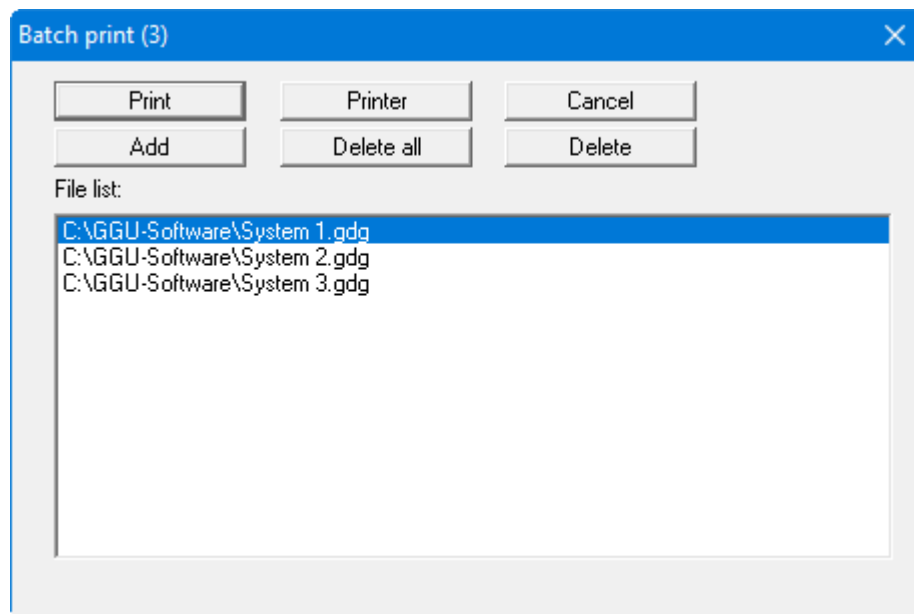 Batch print (3)
Print Printer Cancel
Add Delete all Delete
File list:
C:\GGU-Software\System 1.gdg
C:\GGU-Software\System 2.gdg
C:\GGU-Software\System 3.gdg